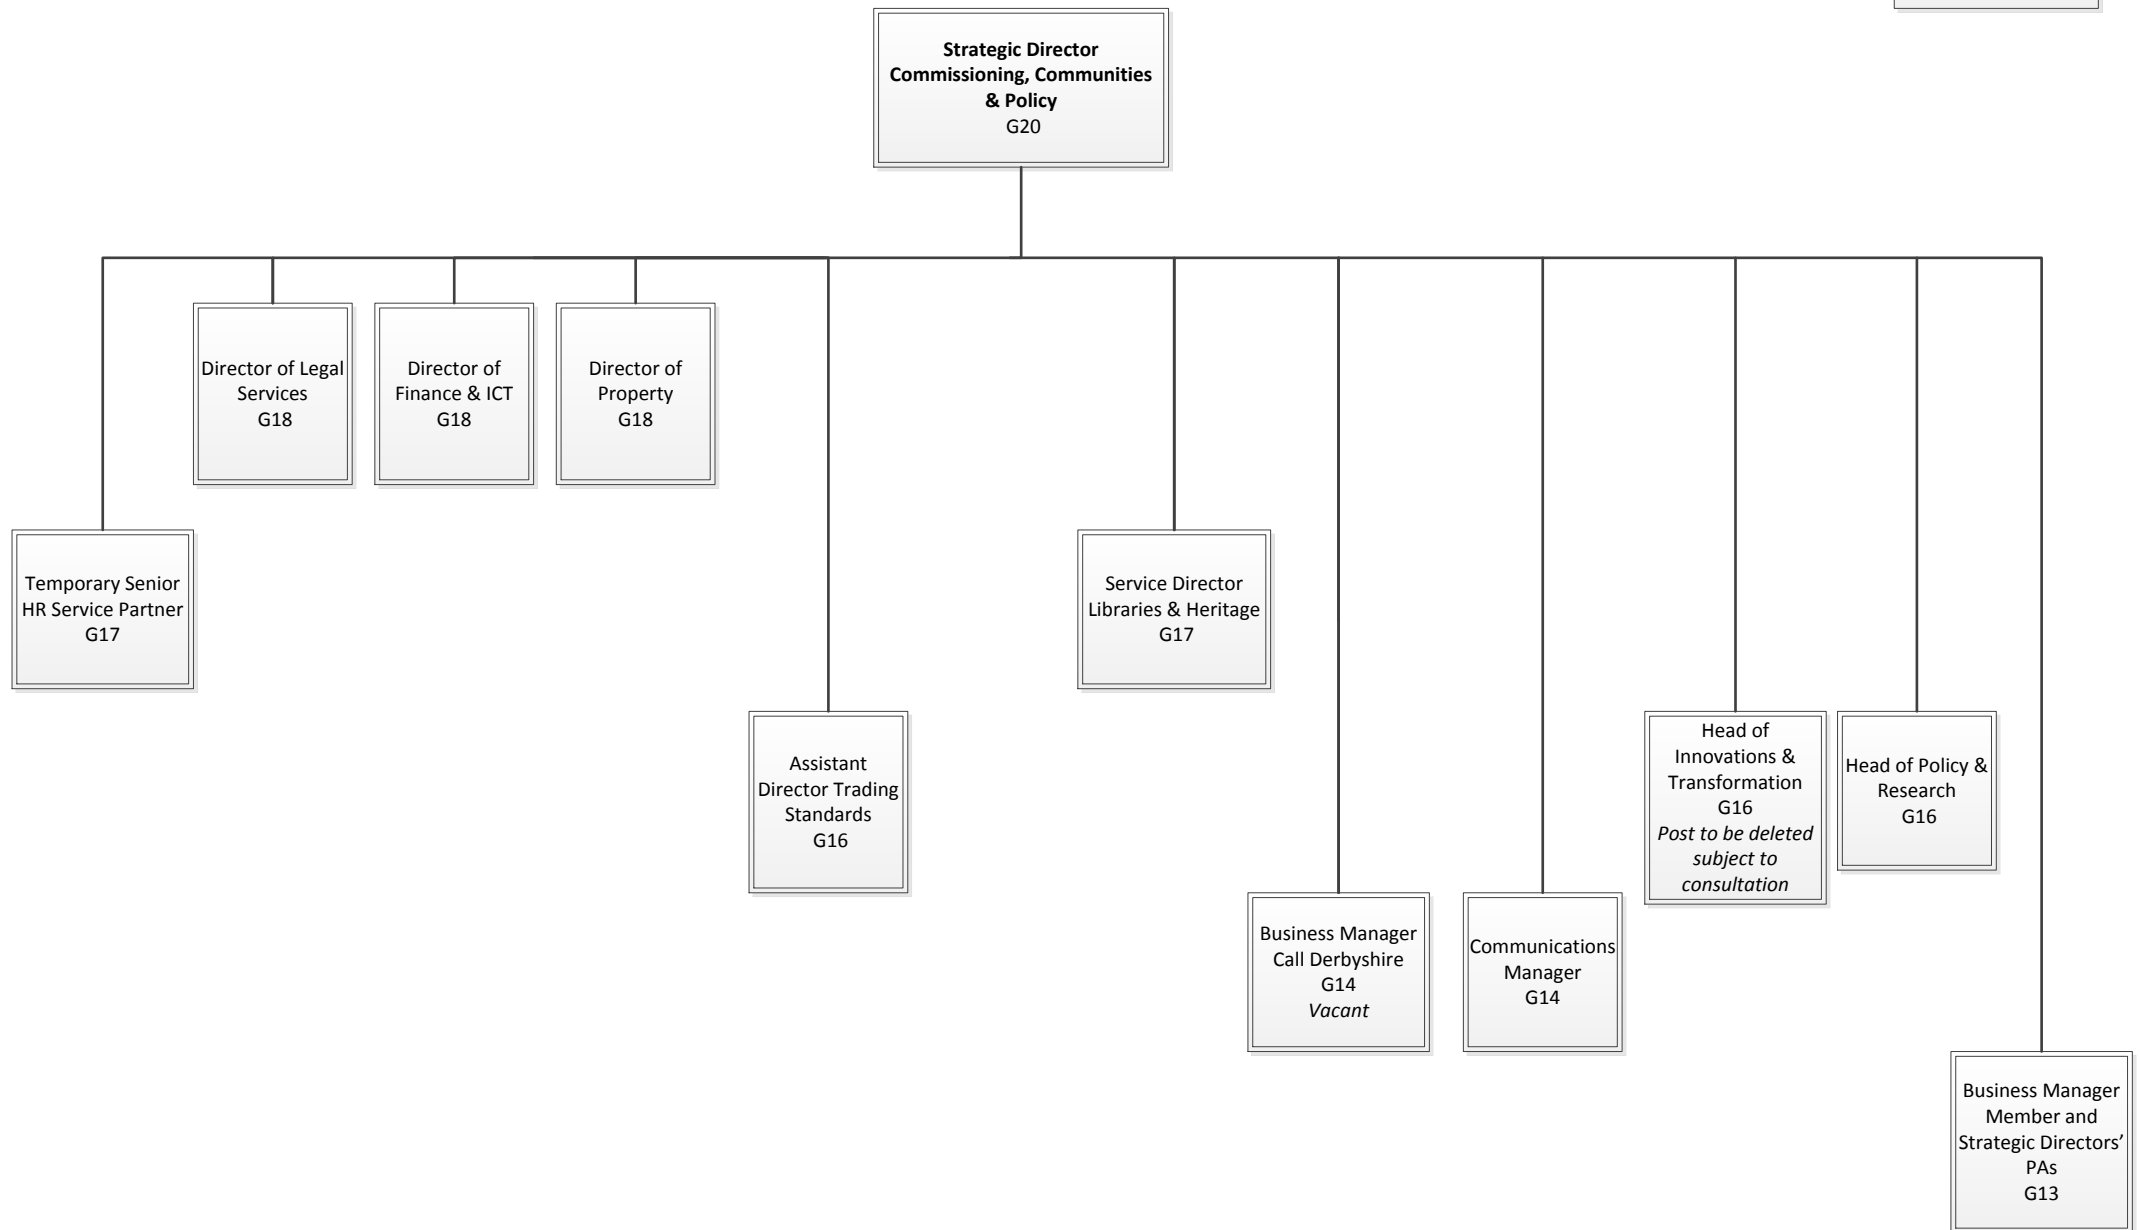 Strategic Director
Commissioning, Communities
& Policy
G20
Director of Legal
Services
G18
Director of
Finance & ICT
G18
Director of
Property
G18
Temporary Senior
HR Service Partner
G17
Service Director
Libraries & Heritage
G17
Assistant
Director Trading
Standards
G16
Head of
Innovations &
Transformation
G16
Post to be deleted
subject to
consultation
Head of Policy &
Research
G16
Business Manager
Call Derbyshire
G14
Vacant
Communications
Manager
G14
Business Manager
Member and
Strategic Directors’
PAs
G13